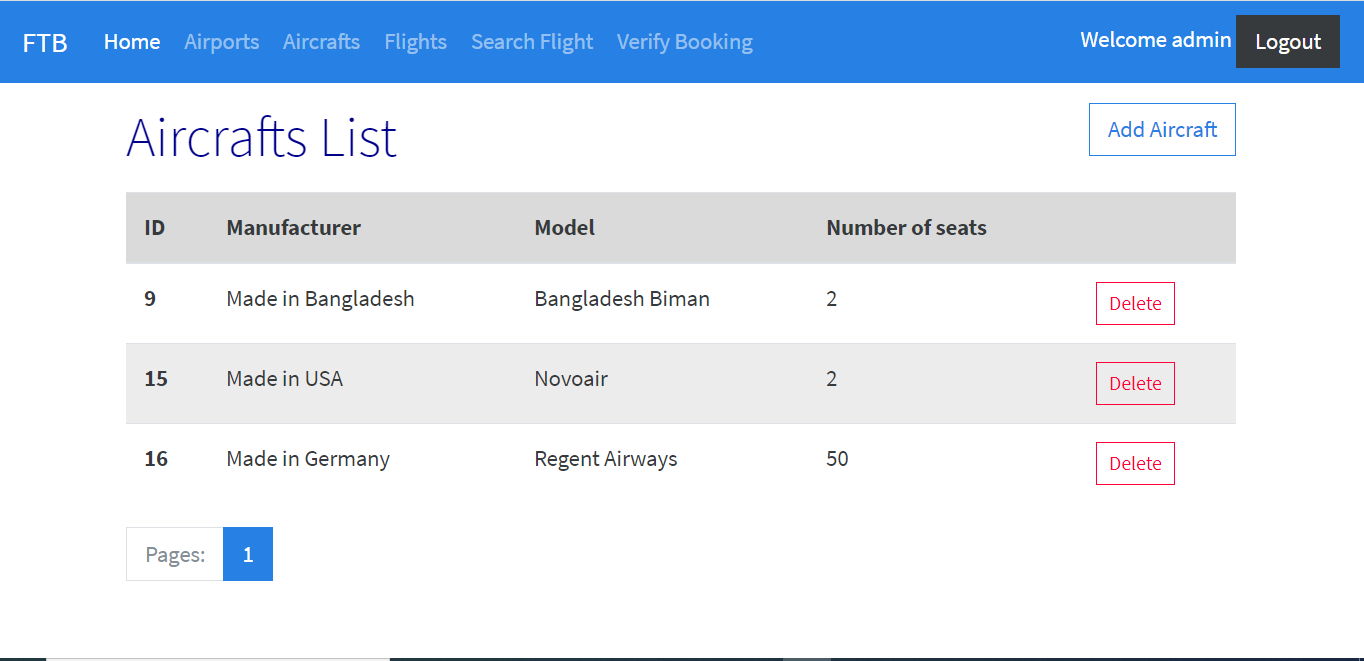 FTB Home Airports Aircrafts Flights Search Flight Verify Booking Welcome admin Logout
Aircrafts List Add Aircraft
ID Manufacturer Model Number of seats
9 Made in Bangladesh Bangladesh Biman 2 Delete
15 Made in USA Novoair 2 Delete
16 Made in Germany Regent Airways 50 Delete
Pages: 1